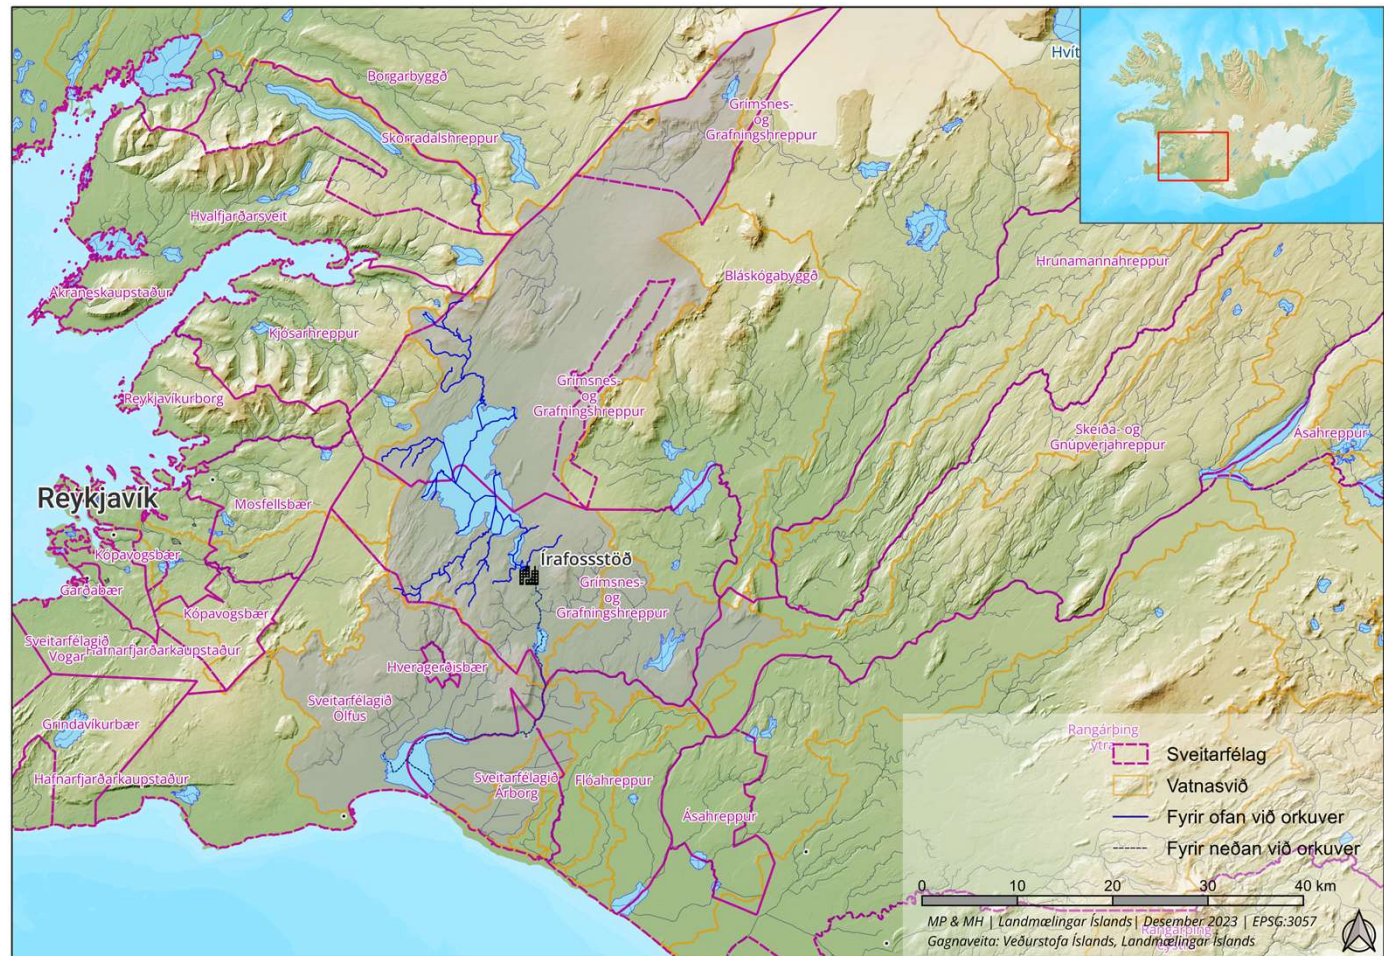 Borgarbyggð
Hvít
Grímsnes-
og
Grafningshreppur
Skorradalshreppur
Hvalfjarðarsveit
Akraneskaupstaður
Bláskógabyggð
Hrunamannahreppur
Kjósarhreppur
Reykjavíkurborg
Grímsnes-
og
Grafningshreppur
Skeiða- og
Gnúpverjahreppur
Ásahreppur
Reykjavík
Mosfellsbær
Kópavogsbær
Írafossstöð
Garðabær
Grímsnes-
og
Grafningshreppur
Kópavogsbær
Sveitarfélagið
Vogar
Hafnarfjarðarkaupstaður
Hveragerðisbær
Sveitarfélagið
Ölfus
Grindavíkurbær
Hafnarfjarðarkaupstaður
Sveitarfélagið
Árborg
Flóahreppur
Ásahreppur
Rangárþing
ytra
Sveitarfélag
Vatnasvið
Fyrir ofan við orkuver
Fyrir neðan við orkuver
0 10 20 30 40 km
MP & MH | Landmælingar Íslands| Desember 2023 | EPSG:3057
Gagnaveita: Veðurstofa Íslands, Landmælingar Íslands
Rangárþing
eystra